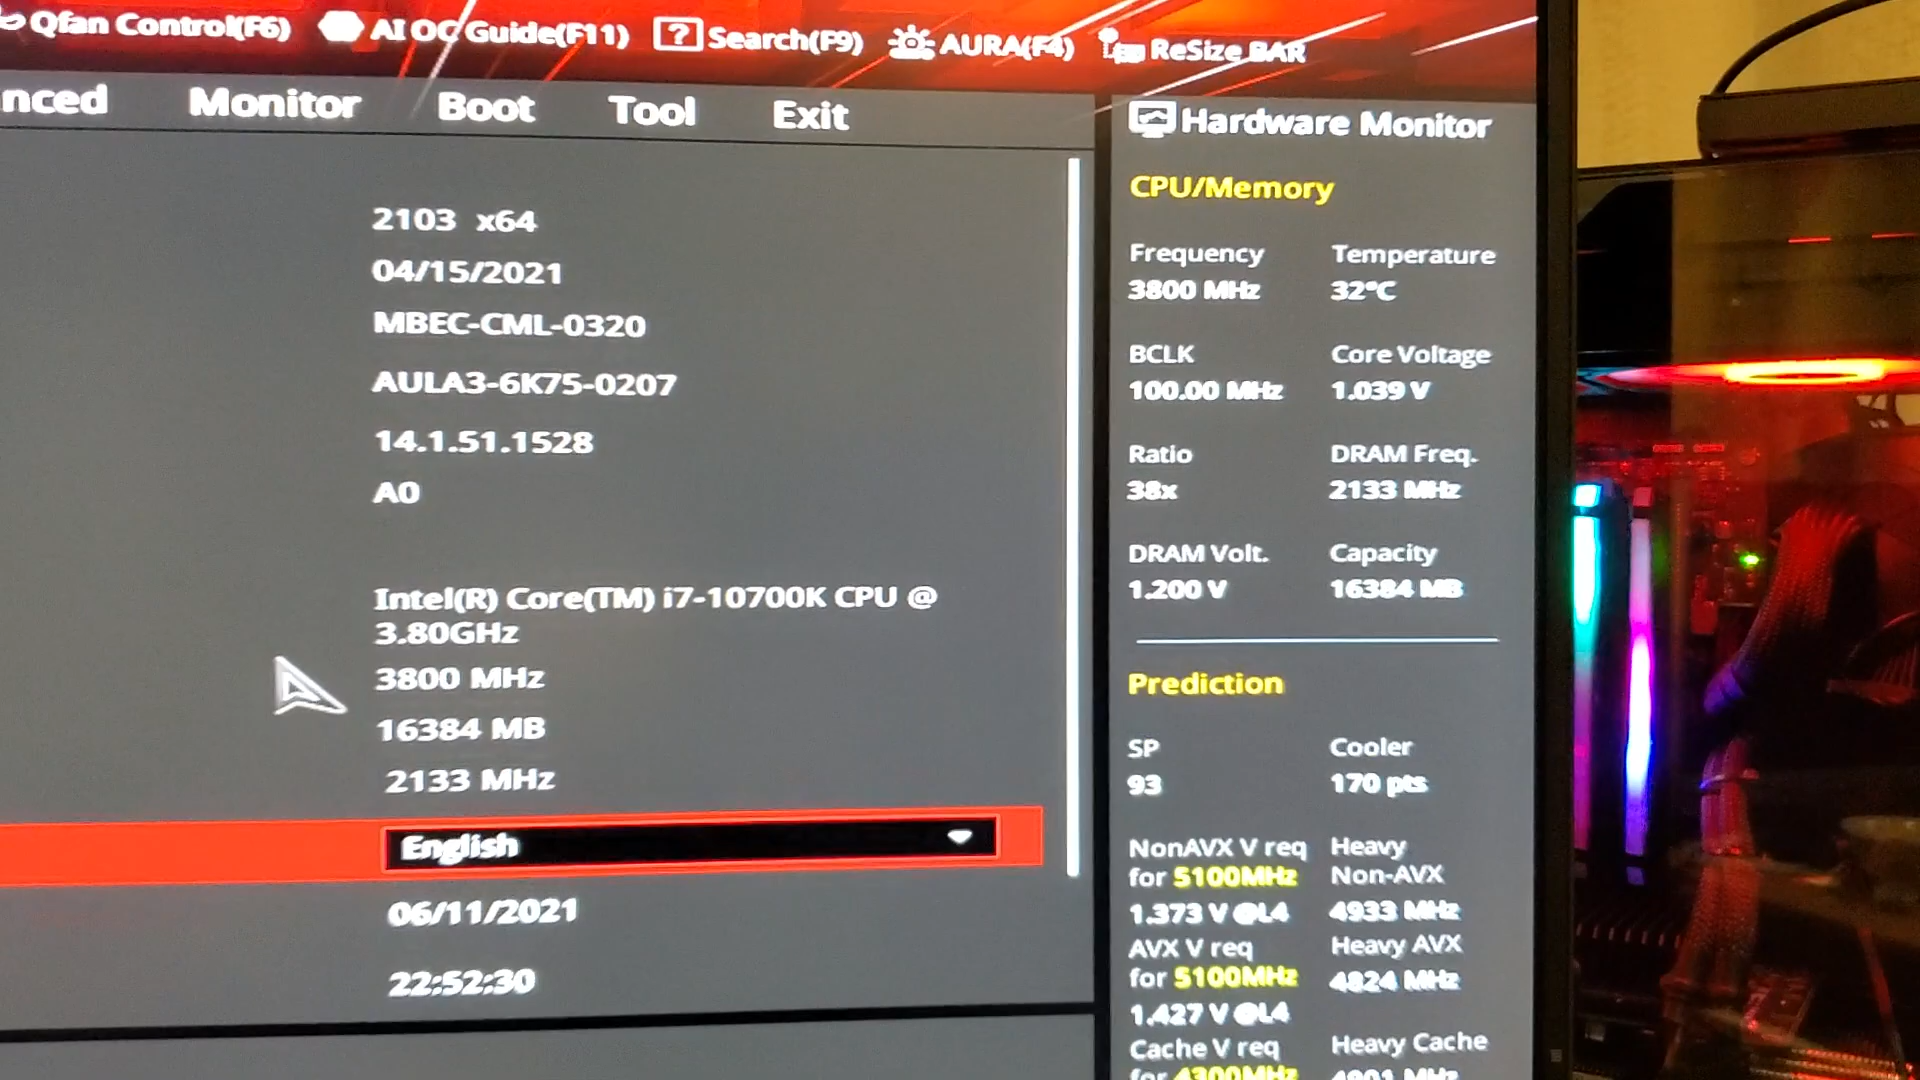 Qfan Control(F6) AI OC Guide(F11) ? Search(F9) AURA(F4) ReSize BAR
nced Monitor Boot Tool Exit
2103 x64
04/15/2021
MBEC-CML-0320
AULA3-6K75-0207
14.1.51.1528
A0
Intel(R) Core(TM) i7-10700K CPU @
3.80GHz
3800 MHz
16384 MB
2133 MHz
English
06/11/2021
22:52:30
Hardware Monitor
CPU/Memory
Frequency Temperature
3800 MHz 32°C
BCLK Core Voltage
100.00 MHz 1.039 V
Ratio DRAM Freq.
38x 2133 MHz
DRAM Volt. Capacity
1.200 V 16384 MB
Prediction
SP Cooler
93 170 pts
NonAVX V req Heavy
for 5100MHz Non-AVX
1.373 V @L4 4933 MHz
AVX V req Heavy AVX
for 5100MHz 4824 MHz
1.427 V @L4
Cache V req Heavy Cache
for 4300MHz 4901 MHz